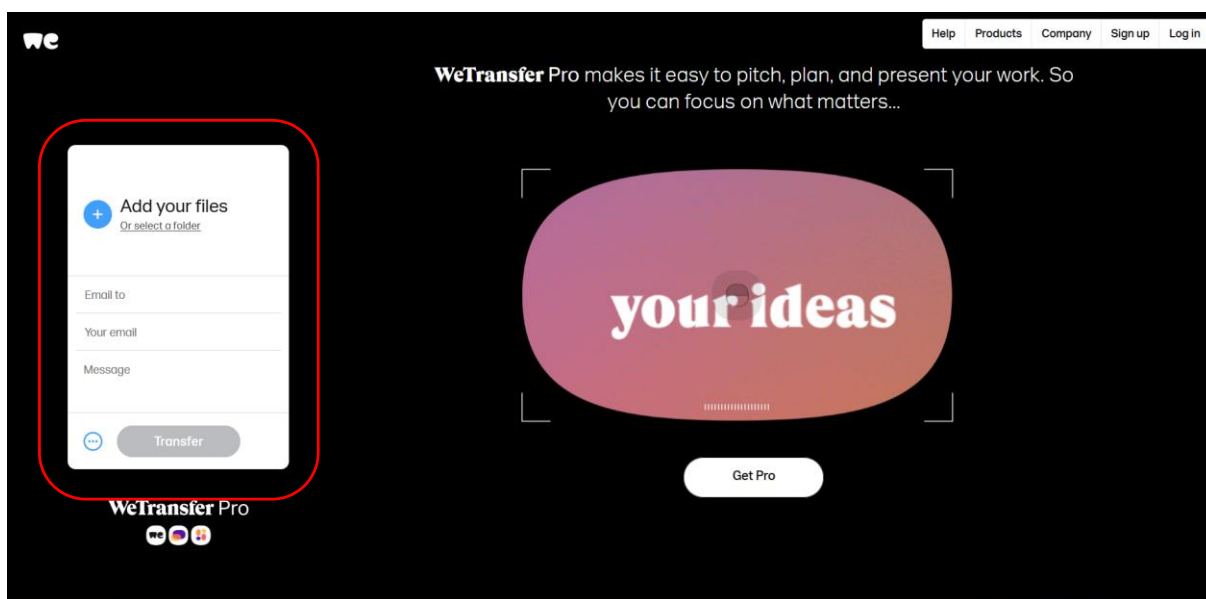 we
Help Products Company Sign up Log in
WeTransfer Pro makes it easy to pitch, plan, and present your work. So
you can focus on what matters...
Add your files
Or select a folder
Email to
Your email
Message
Transfer
your ideas
Get Pro
WeTransfer Pro
we